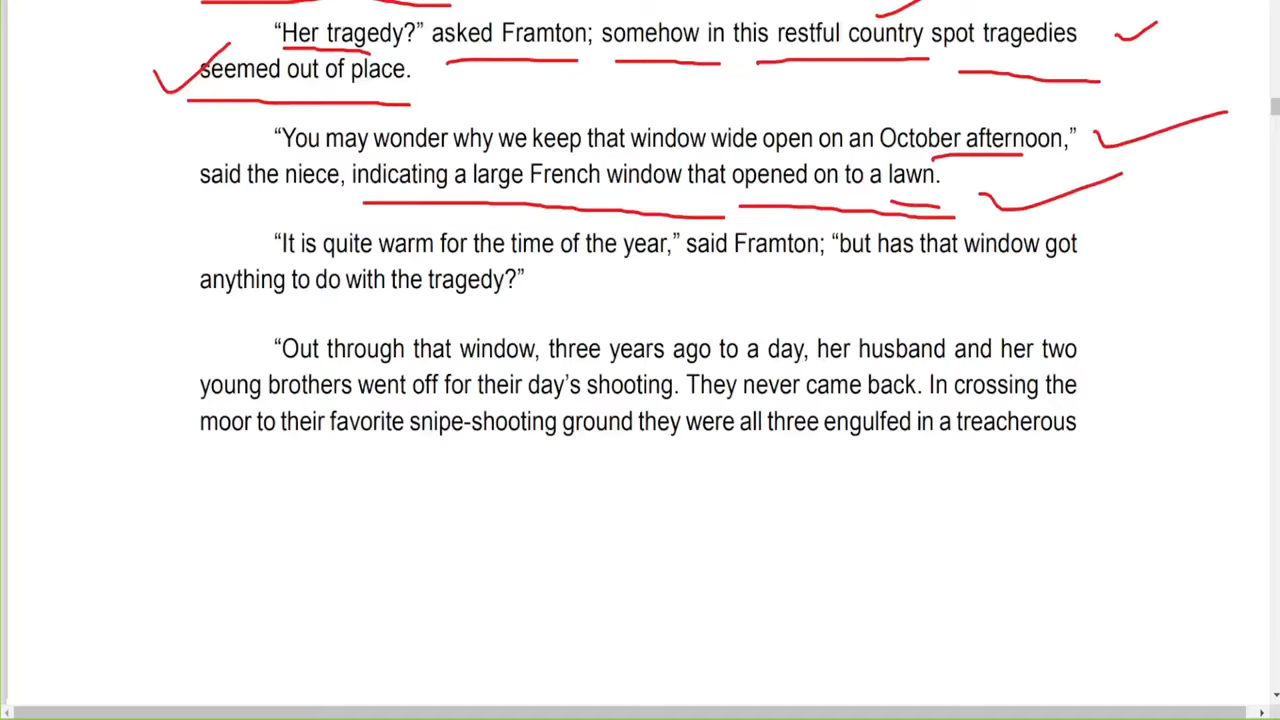 “Her tragedy?” asked Framton; somehow in this restful country spot tragedies
seemed out of place.
“You may wonder why we keep that window wide open on an October afternoon,”
said the niece, indicating a large French window that opened on to a lawn.
“It is quite warm for the time of the year,” said Framton; “but has that window got
anything to do with the tragedy?”
“Out through that window, three years ago to a day, her husband and her two
young brothers went off for their day’s shooting. They never came back. In crossing the
moor to their favorite snipe-shooting ground they were all three engulfed in a treacherous